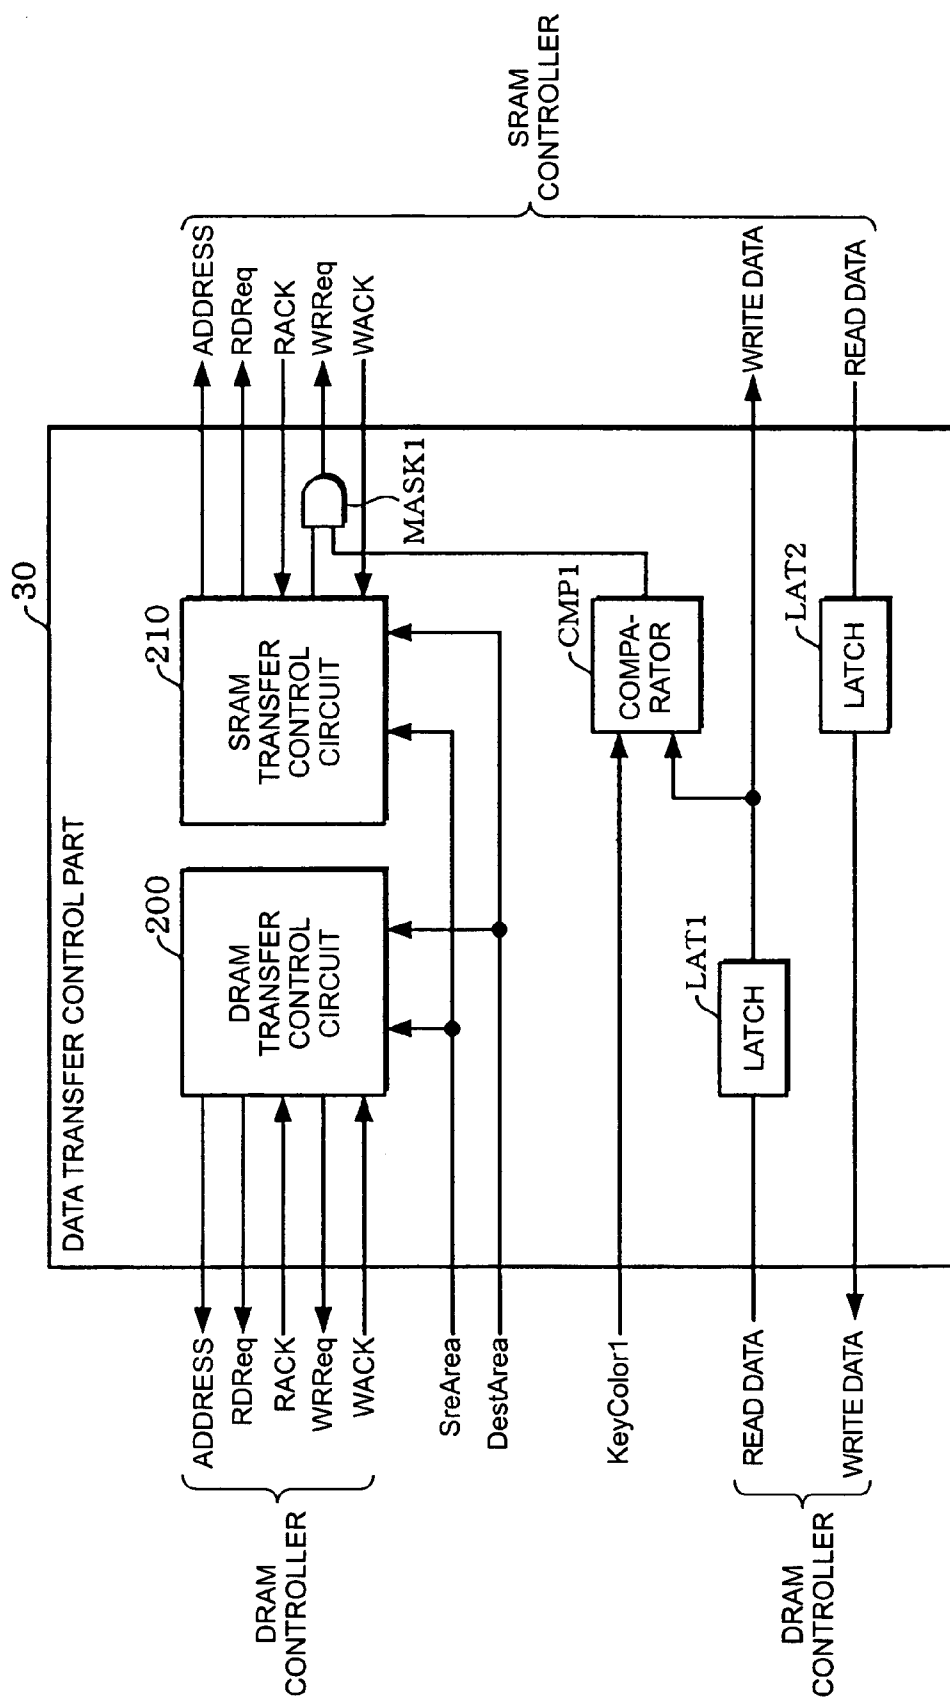 30
DATA TRANSFER CONTROL PART
200
DRAM
TRANSFER
CONTROL
CIRCUIT
210
SRAM
TRANSFER
CONTROL
CIRCUIT
ADDRESS
RDReq
RACK
WRReq
WACK
DRAM
CONTROLLER
SreArea
DestArea
KeyColor1
READ DATA
WRITE DATA
DRAM
CONTROLLER
ADDRESS
RDReq
RACK
WRReq
WACK
MASK1
CMP1
COMPA-
RATOR
LAT1
LATCH
LAT2
LATCH
WRITE DATA
READ DATA
SRAM
CONTROLLER